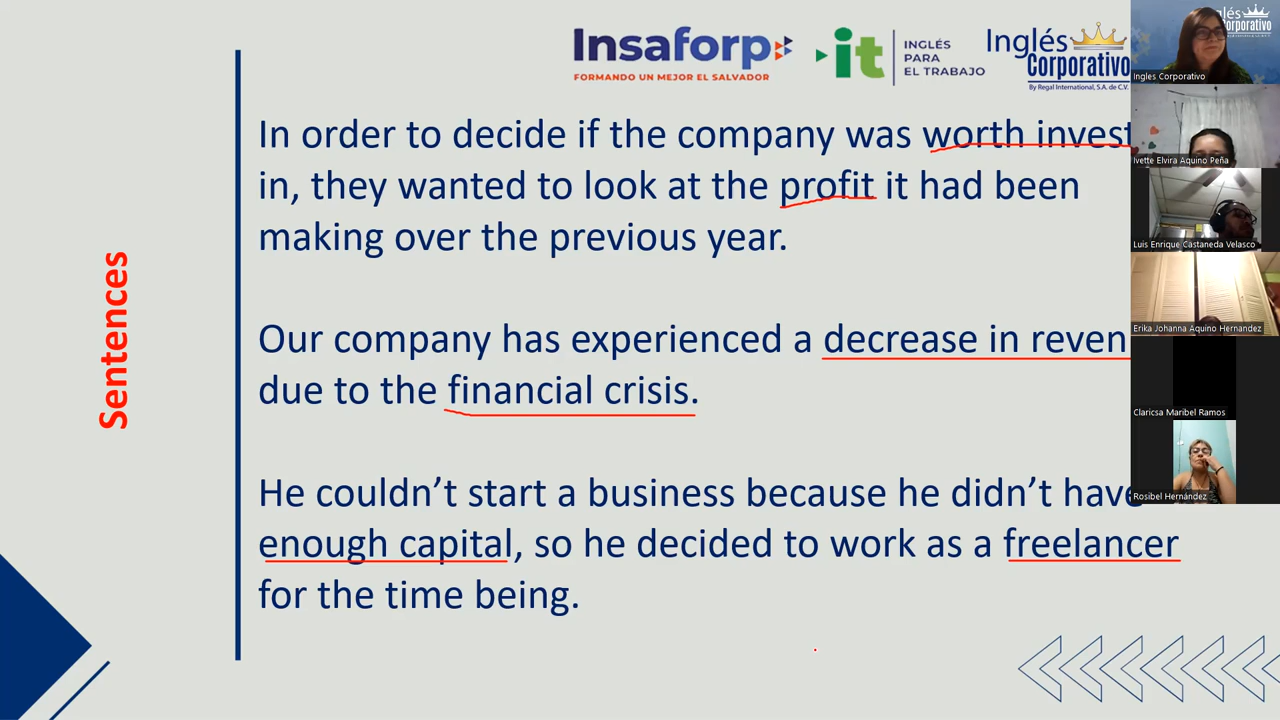 Insaforp
FORMANDO UN MEJOR EL SALVADOR
it
INGLÉS
PARA
EL TRABAJO
Inglés
Corporativo
By Regal International, S.A. de C.V.
Sentences
In order to decide if the company was worth invest
in, they wanted to look at the profit it had been
making over the previous year.
Our company has experienced a decrease in reven
due to the financial crisis.
He couldn’t start a business because he didn’t have
enough capital, so he decided to work as a freelancer
for the time being.
Ingles Corporativo
Ivette Elvira Aquino Peña
Luis Enrique Castaneda Velasco
Erika Johanna Aquino Hernandez
Claricsa Maribel Ramos
Rosibel Hernández